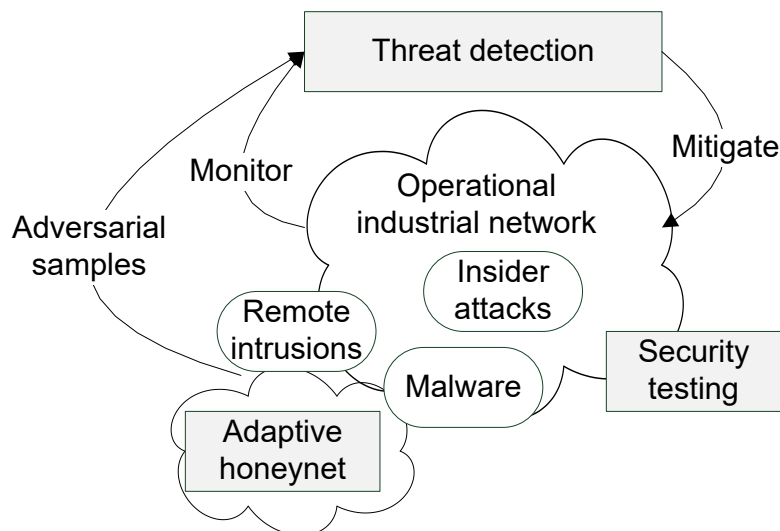 Threat detection
Monitor
Mitigate
Operational
industrial network
Adversarial
samples
Insider
attacks
Remote
intrusions
Security
testing
Malware
Adaptive
honeynet